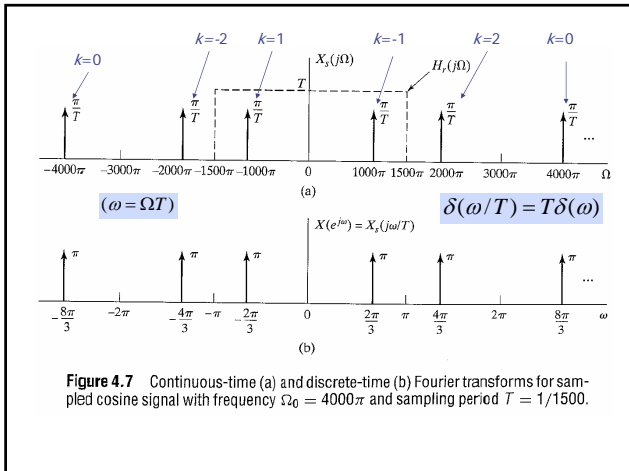 k=-2 k=1 k=-1 k=2 k=0
k=0
X_s(jΩ)
H_r(jΩ)
T
π/T π/T π/T π/T π/T π/T
...
−4000π −3000π −2000π −1500π −1000π 0 1000π 1500π 2000π 3000π 4000π Ω
(a)
(ω = ΩT)
δ(ω/T) = Tδ(ω)
X(e^{jω}) = X_s(jω/T)
π π π π π π
...
−8π/3 −2π −4π/3 −π −2π/3 0 2π/3 π 4π/3 2π 8π/3 ω
(b)
Figure 4.7 Continuous-time (a) and discrete-time (b) Fourier transforms for sam-
pled cosine signal with frequency Ω₀ = 4000π and sampling period T = 1/1500.